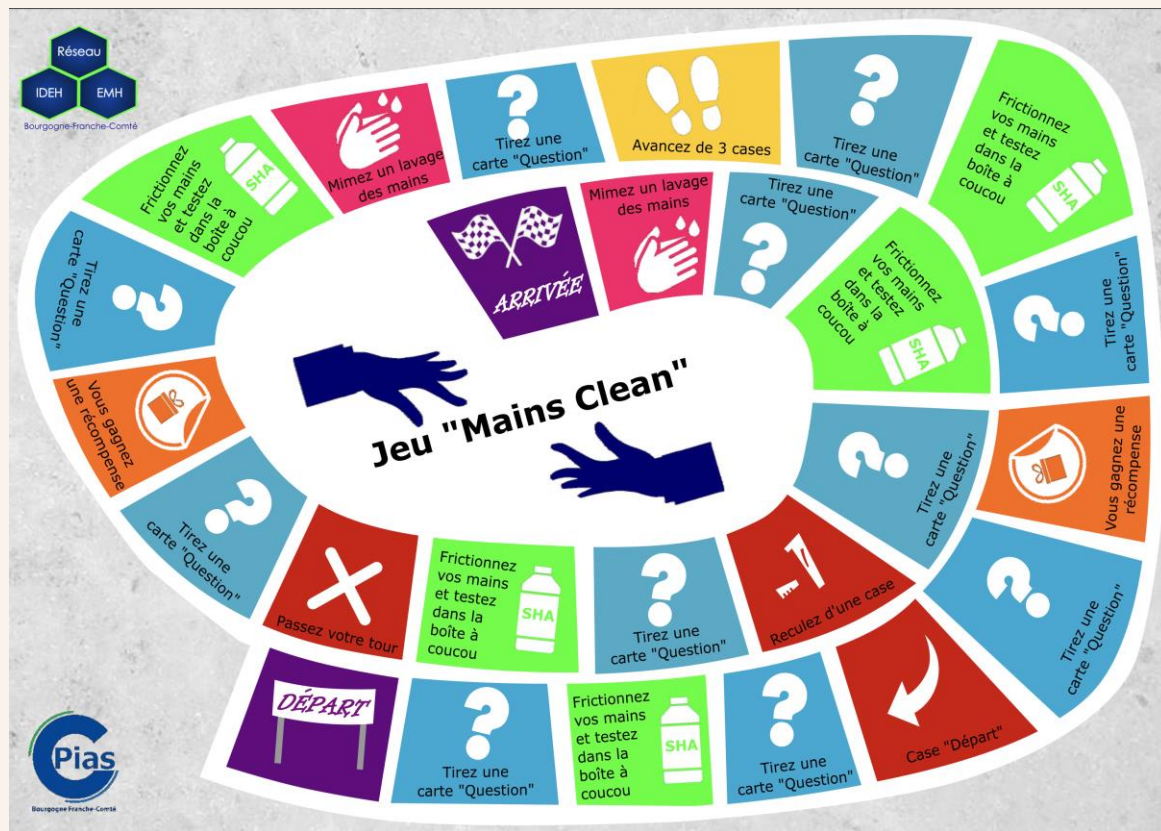 Réseau
IDEH
EMH
Bourgogne-Franche-Comté
Jeu "Mains Clean"
DÉPART
Tirez une
carte "Question"
Frictionnez
vos mains
et testez
dans la
boîte à
coucou
SHA
Tirez une
carte "Question"
Case "Départ"
Tirez une
carte "Question"
Vous gagnez une
récompense
Tirez une
carte "Question"
Frictionnez
vos mains
et testez
dans la
boîte à
coucou
SHA
Tirez une
carte "Question"
Avancez de 3 cases
Tirez une
carte "Question"
Mimez un lavage
des mains
Frictionnez
vos mains
et testez
dans la
boîte à
coucou
SHA
Tirez une
carte "Question"
Vous gagnez
une récompense
Tirez une
carte "Question"
Passez votre tour
Frictionnez
vos mains
et testez
dans la
boîte à
coucou
SHA
Tirez une
carte "Question"
Reculez d'une case
Tirez une
carte "Question"
Frictionnez
vos mains
et testez
dans la
boîte à
coucou
SHA
Tirez une
carte "Question"
Mimez un lavage
des mains
ARRIVÉE
CPias
Bourgogne Franche-Comté